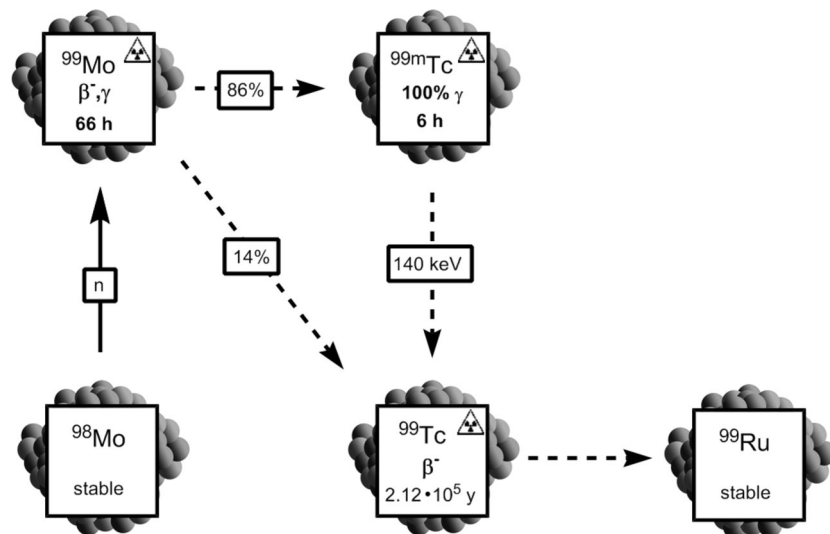 ⁹⁹Mo
β⁻,γ
66 h
86%
⁹⁹ᵐTc
100% γ
6 h
14%
140 keV
n
⁹⁸Mo
stable
⁹⁹Tc
β⁻
2.12•10⁵ y
⁹⁹Ru
stable